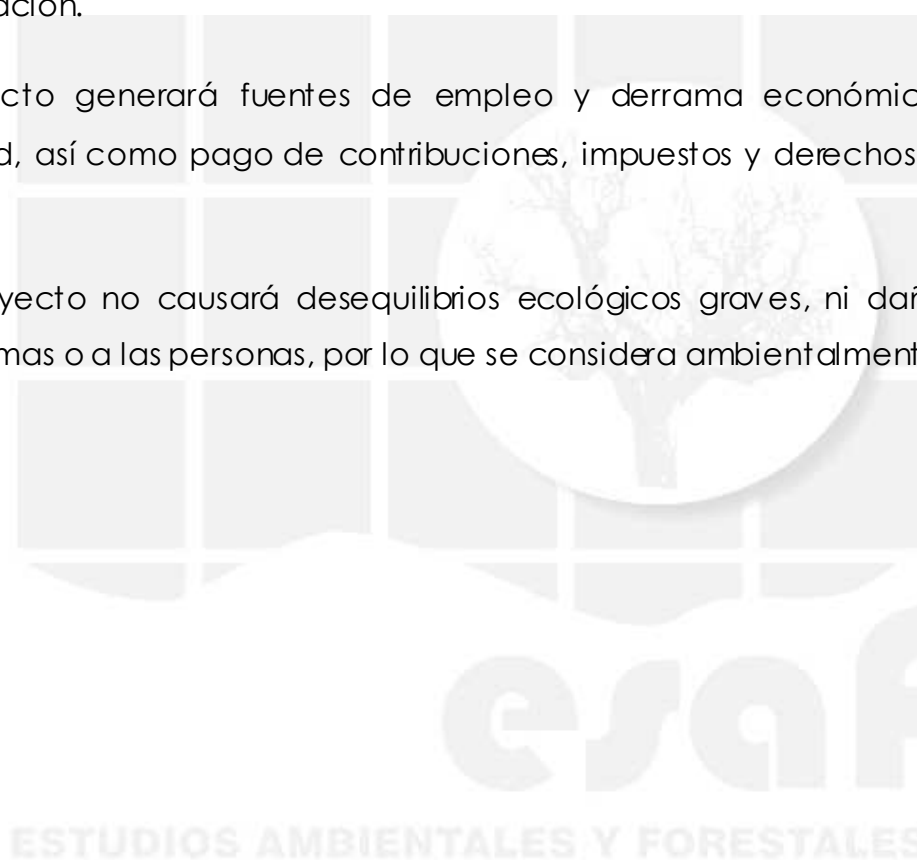 ación.
cto generará fuentes de empleo y derrama económic
d, así como pago de contribuciones, impuestos y derechos
yecto no causará desequilibrios ecológicos graves, ni dañ
mas o a las personas, por lo que se considera ambientalment
esaf
ESTUDIOS AMBIENTALES Y FORESTALES